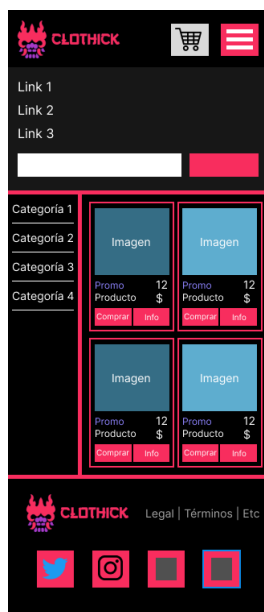 CLOTHICK
Link 1
Link 2
Link 3
Categoría 1
Categoría 2
Categoría 3
Categoría 4
Imagen
Promo 12
Producto $
Comprar Info
Imagen
Promo 12
Producto $
Comprar Info
Imagen
Promo 12
Producto $
Comprar Info
Imagen
Promo 12
Producto $
Comprar Info
CLOTHICK Legal | Términos | Etc